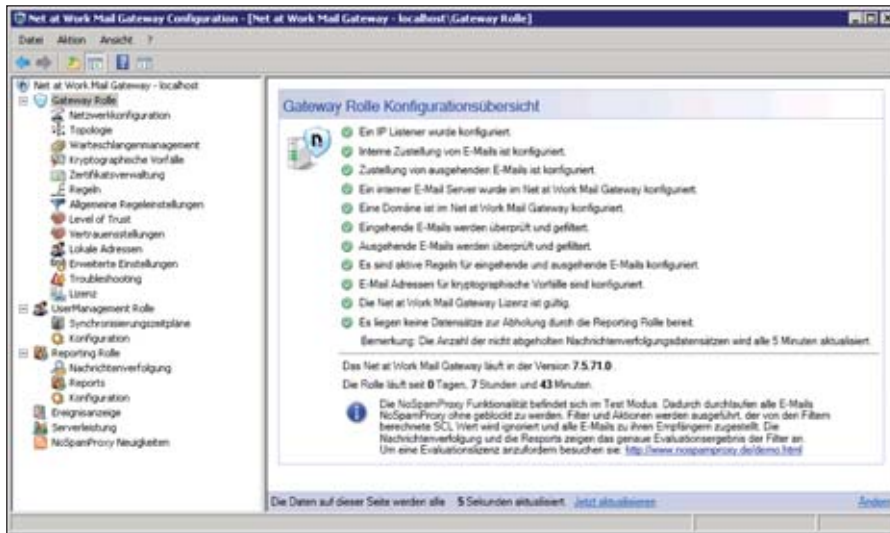 Net at Work Mail Gateway Configuration - [Net at Work Mail Gateway - localhost\Gateway Rolle]
Datei Aktion Ansicht ?
Net at Work Mail Gateway - localhost
Gateway Rolle
Netzwerkkonfiguration
Topologie
Warteschlangenmanagement
Kryptographische Vorfälle
Zertifikatsverwaltung
Regeln
Allgemeine Regeleinstellungen
Level of Trust
Vertrauensstellungen
Lokale Adressen
Erweiterte Einstellungen
Troubleshooting
Lizenz
UserManagement Rolle
Synchronisierungszeitpläne
Konfiguration
Reporting Rolle
Nachrichtenverfolgung
Reports
Konfiguration
Ereignisanzeige
Serverleistung
NoSpamProxy Neuigkeiten
Gateway Rolle Konfigurationsübersicht
Ein IP Listener wurde konfiguriert.
Interne Zustellung von E-Mails ist konfiguriert.
Zustellung von ausgehenden E-Mails ist konfiguriert.
Ein interner E-Mail Server wurde im Net at Work Mail Gateway konfiguriert.
Eine Domäne ist im Net at Work Mail Gateway konfiguriert.
Eingehende E-Mails werden überprüft und gefiltert.
Ausgehende E-Mails werden überprüft und gefiltert.
Es sind aktive Regeln für eingehende und ausgehende E-Mails konfiguriert.
E-Mail Adressen für kryptographische Vorfälle sind konfiguriert.
Die Net at Work Mail Gateway Lizenz ist gültig.
Es liegen keine Datensätze zur Abholung durch die Reporting Rolle bereit.
Bemerkung: Die Anzahl der nicht abgeholten Nachrichtenverfolgungsdatensätzen wird alle 5 Minuten aktualisiert.
Das Net at Work Mail Gateway läuft in der Version 7.5.71.0
Die Rolle läuft seit 0 Tagen, 7 Stunden und 43 Minuten.
Die NoSpamProxy Funktionalität befindet sich im Test Modus. Dadurch durchlaufen alle E-Mails
NoSpamProxy ohne geblockt zu werden. Filter und Aktionen werden ausgeführt, der von den Filtern
berechnete SCL Wert wird ignoriert und alle E-Mails zu ihren Empfängern zugestellt. Die
Nachrichtenverfolgung und die Resports zeigen das genaue Evaluationsergebnis der Filter an.
Um eine Evaluationslizenz anzufordern besuchen sie: http://www.nospamproxy.de/demo.html
Die Daten auf dieser Seite werden alle 5 Sekunden aktualisiert. Jetzt aktualisieren
Ändern